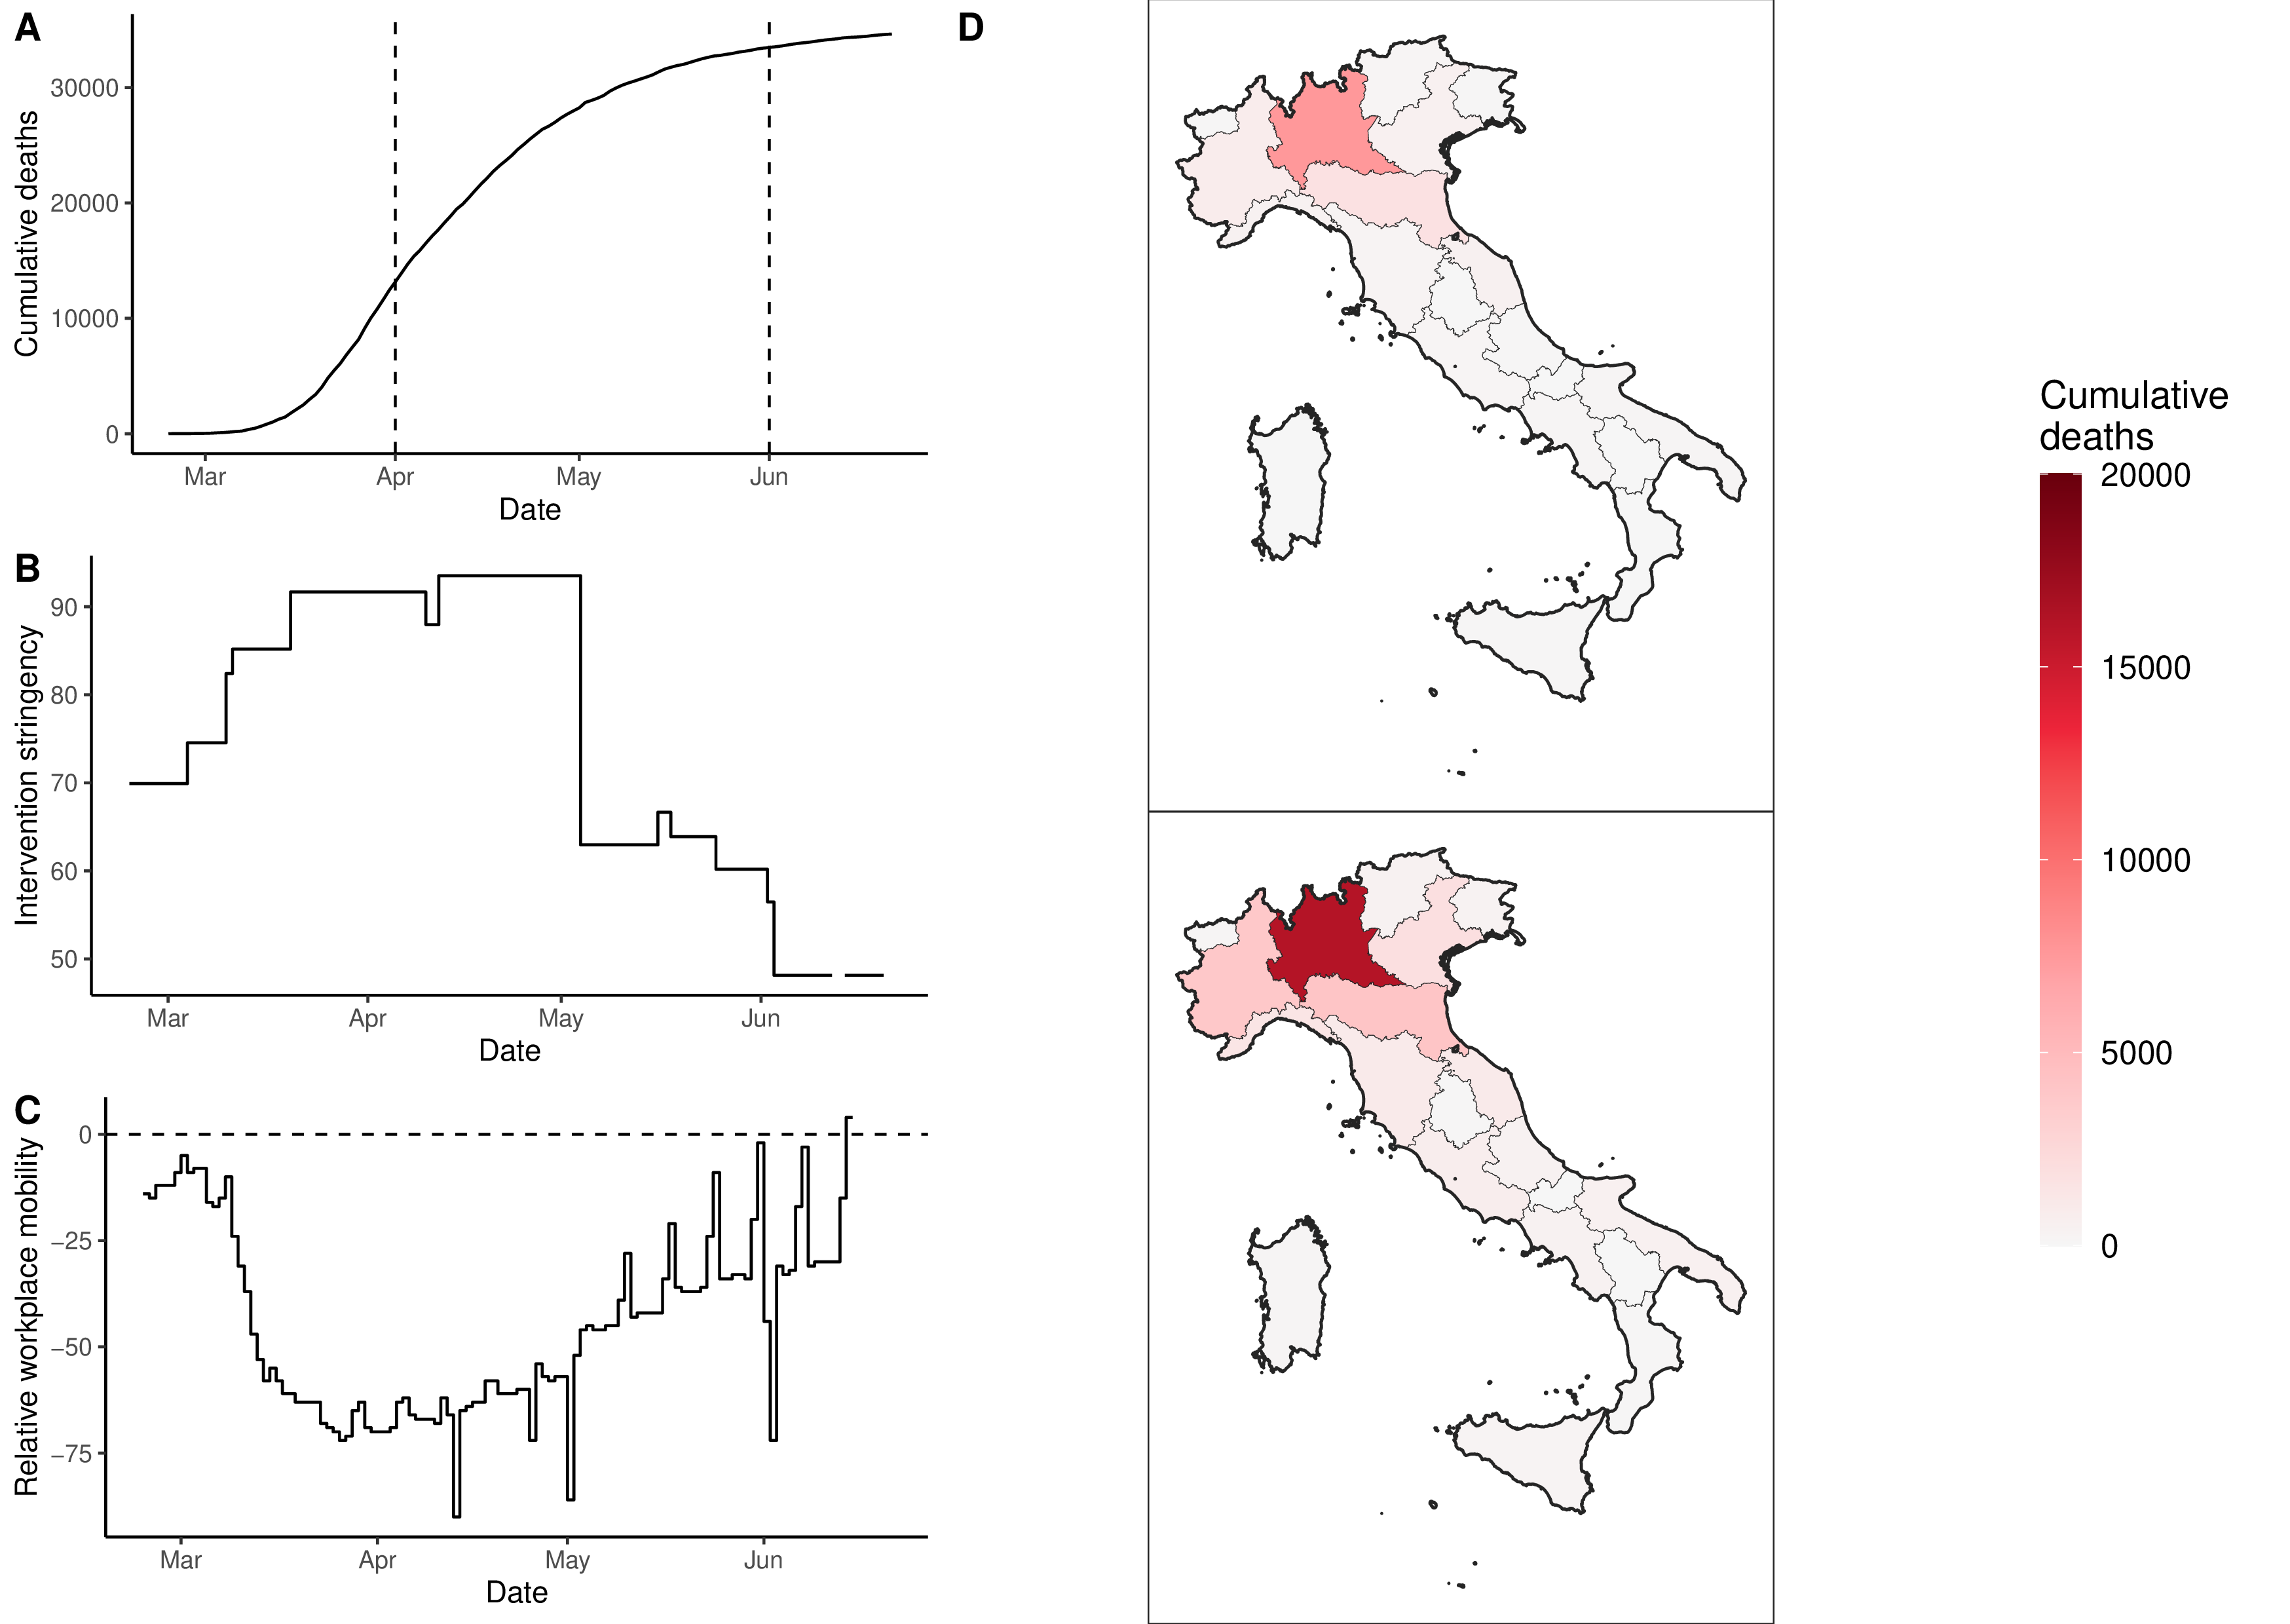 A
Cumulative deaths
30000
20000
10000
0
Mar Apr May Jun
Date
B
Intervention stringency
90
80
70
60
50
Mar Apr May Jun
Date
C
Relative workplace mobility
0
−25
−50
−75
Mar Apr May Jun
Date
D
Cumulative
deaths
20000
15000
10000
5000
0